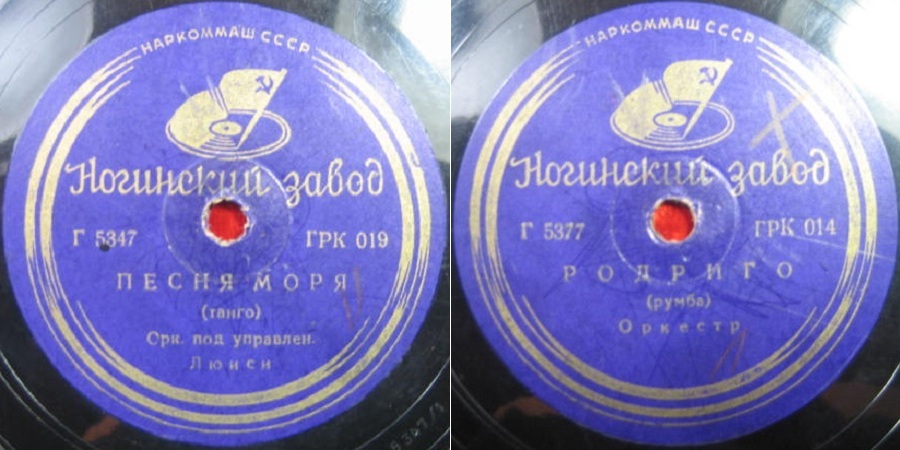 НАРКОММАШ СССР
Ногинский завод
Г 5347 ГРК 019
ПЕСНЯ МОРЯ
(танго)
Орк. под управлен.
Люиси
НАРКОММАШ СССР
Ногинский завод
Г 5377 ГРК 014
РОДРИГО
(румба)
Оркестр